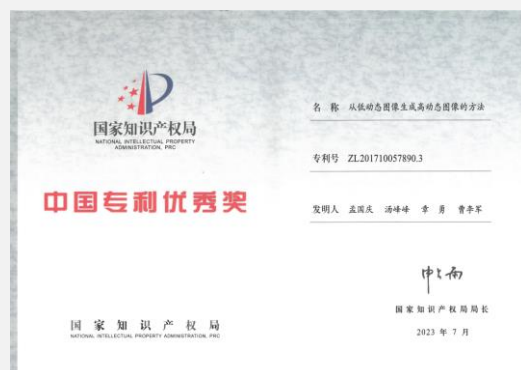 国家知识产权局
NATIONAL INTELLECTUAL PROPERTY
ADMINISTRATION, PRC
中国专利优秀奖
国家知识产权局
NATIONAL INTELLECTUAL PROPERTY ADMINISTRATION, PRC
名 称 从低动态图像生成高动态图像的方法
专利号 ZL201710057890.3
发明人 孟国庆 汤峰峰 章 勇 曹李军
国家知识产权局局长
2023 年 7 月